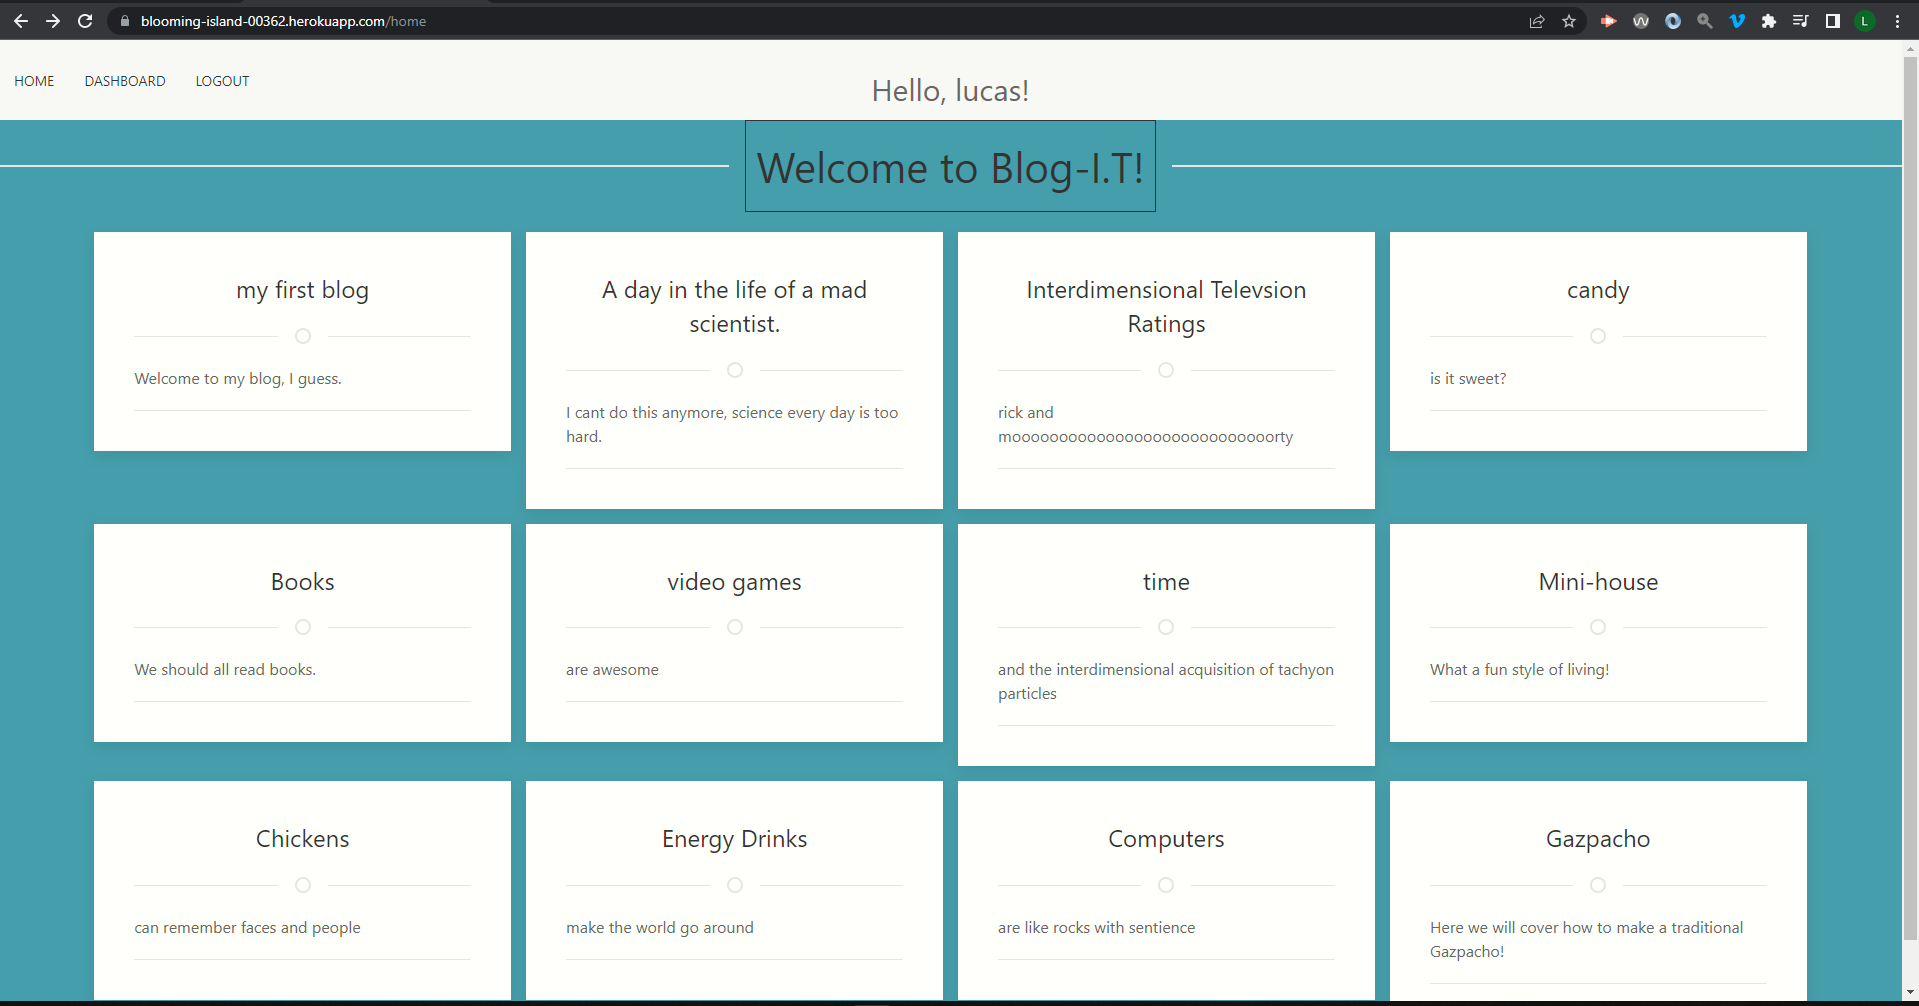 blooming-island-00362.herokuapp.com/home
L
HOME DASHBOARD LOGOUT
Hello, lucas!
Welcome to Blog-I.T!
my first blog
Welcome to my blog, I guess.
A day in the life of a mad
scientist.
I cant do this anymore, science every day is too
hard.
Interdimensional Televsion
Ratings
rick and
moooooooooooooooooooooooooooorty
candy
is it sweet?
Books
We should all read books.
video games
are awesome
time
and the interdimensional acquisition of tachyon
particles
Mini-house
What a fun style of living!
Chickens
can remember faces and people
Energy Drinks
make the world go around
Computers
are like rocks with sentience
Gazpacho
Here we will cover how to make a traditional
Gazpacho!